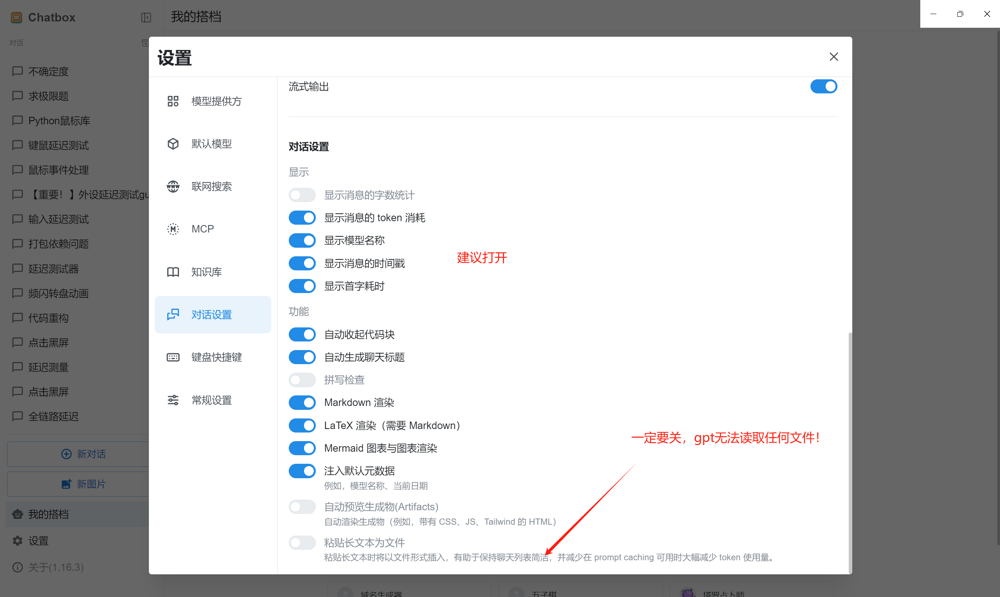 Chatbox
我的搭档
对话
不确定度
求极限题
Python鼠标库
键鼠延迟测试
鼠标事件处理
【重要！】外设延迟测试gu
输入延迟测试
打包依赖问题
延迟测试器
频闪转盘动画
代码重构
点击黑屏
延迟测量
点击黑屏
全链路延迟
新对话
新图片
我的搭档
设置
关于(1.16.3)
设置
模型提供方
默认模型
联网搜索
MCP
知识库
对话设置
键盘快捷键
常规设置
流式输出
对话设置
显示
显示消息的字数统计
显示消息的 token 消耗
显示模型名称
建议打开
显示消息的时间戳
显示首字耗时
功能
自动收起代码块
自动生成聊天标题
拼写检查
Markdown 渲染
LaTeX 渲染（需要 Markdown）
一定要关，gpt无法读取任何文件！
Mermaid 图表与图表渲染
注入默认元数据
例如，模型名称、当前日期
自动预览生成物(Artifacts)
自动渲染生成物（例如，带有 CSS、JS、Tailwind 的 HTML）
粘贴长文本为文件
粘贴长文本时将以文件形式插入，有助于保持聊天列表简洁，并减少在 prompt caching 可用时大幅减少 token 使用量。
域名生成器
五子棋
塔罗占卜师